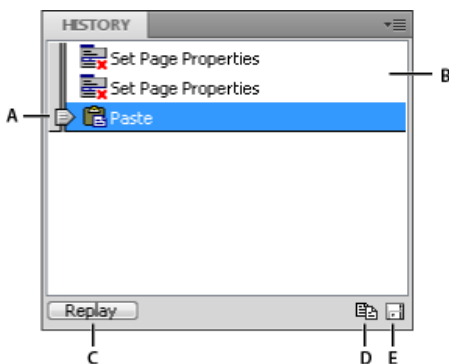 HISTORY
Set Page Properties
B
Set Page Properties
A
Paste
Replay
C
D
E